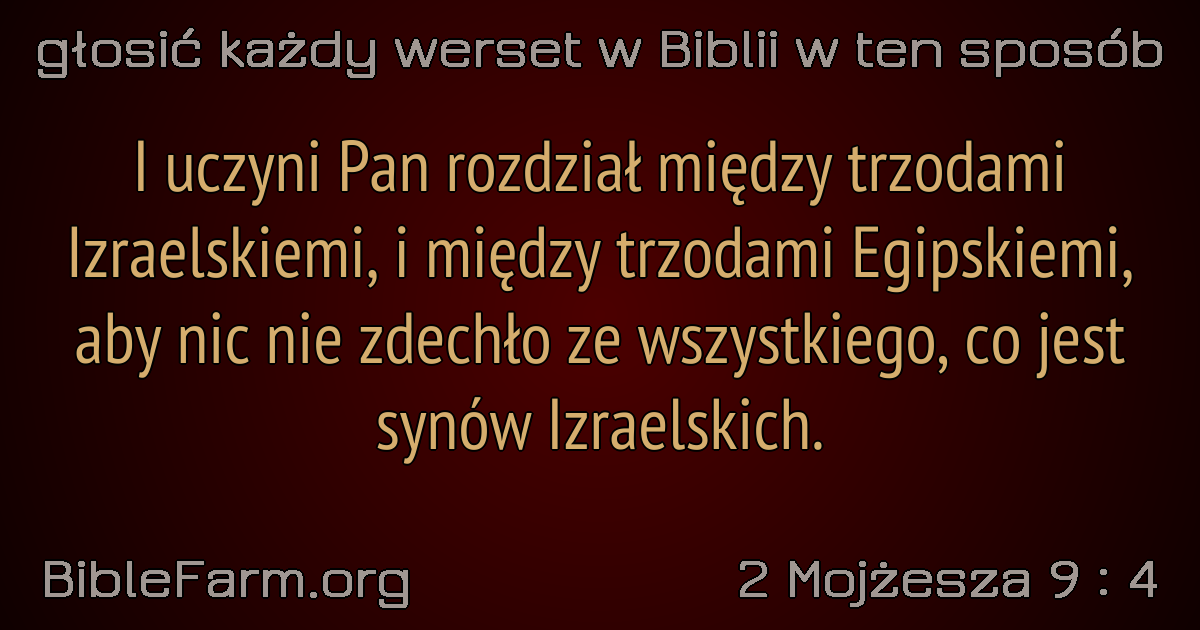 głosić każdy werset w Biblii w ten sposób
I uczyni Pan rozdział między trzodami
Izraelskiemi, i między trzodami Egipskiemi,
aby nic nie zdechło ze wszystkiego, co jest
synów Izraelskich.
BibleFarm.org
2 Mojżesza 9 : 4